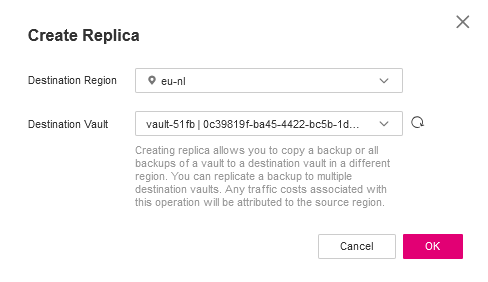 Create Replica
Destination Region
eu-nl
Destination Vault
vault-51fb | 0c39819f-ba45-4422-bc5b-1d...
Creating replica allows you to copy a backup or all
backups of a vault to a destination vault in a different
region. You can replicate a backup to multiple
destination vaults. Any traffic costs associated with
this operation will be attributed to the source region.
Cancel
OK